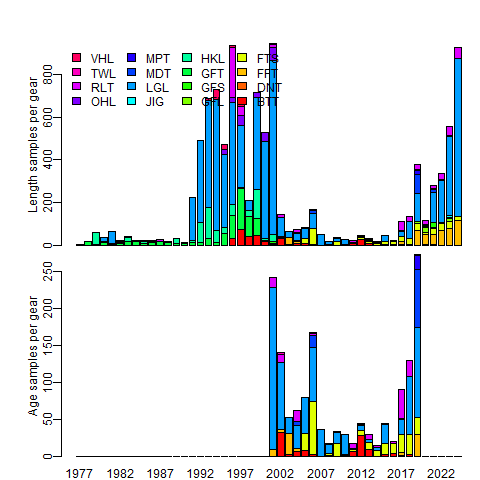 VHL MPT HKL FTS
TWL MDT GFT FFT
RLT LGL GFS DNT
OHL JIG BTT
Length samples per gear
0 200 400 600 800
Age samples per gear
0 50 100 150 200 250
1977 1982 1987 1992 1997 2002 2007 2012 2017 2022